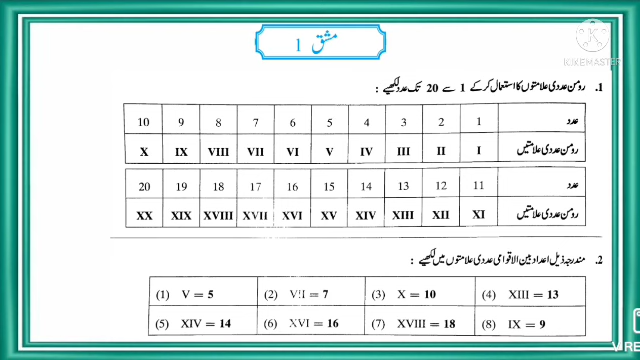 مشق 1
KINEMASTER
1. رومن عددی علامتوں کا استعمال کرکے 1 سے 20 تک عدد لکھیے :
عدد 1 2 3 4 5 6 7 8 9 10
رومن عددی علامتیں I II III IV V VI VII VIII IX X
عدد 11 12 13 14 15 16 17 18 19 20
رومن عددی علامتیں XI XII XIII XIV XV XVI XVII XVIII XIX XX
2. مندرجہ ذیل اعداد بین الاقوامی عددی علامتوں میں لکھیے :
(1) V = 5 (2) VII = 7 (3) X = 10 (4) XIII = 13
(5) XIV = 14 (6) XVI = 16 (7) XVIII = 18 (8) IX = 9